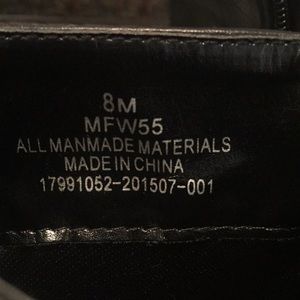 8M
MFW55
ALL MANMADE MATERIALS
MADE IN CHINA
17991052-201507-001